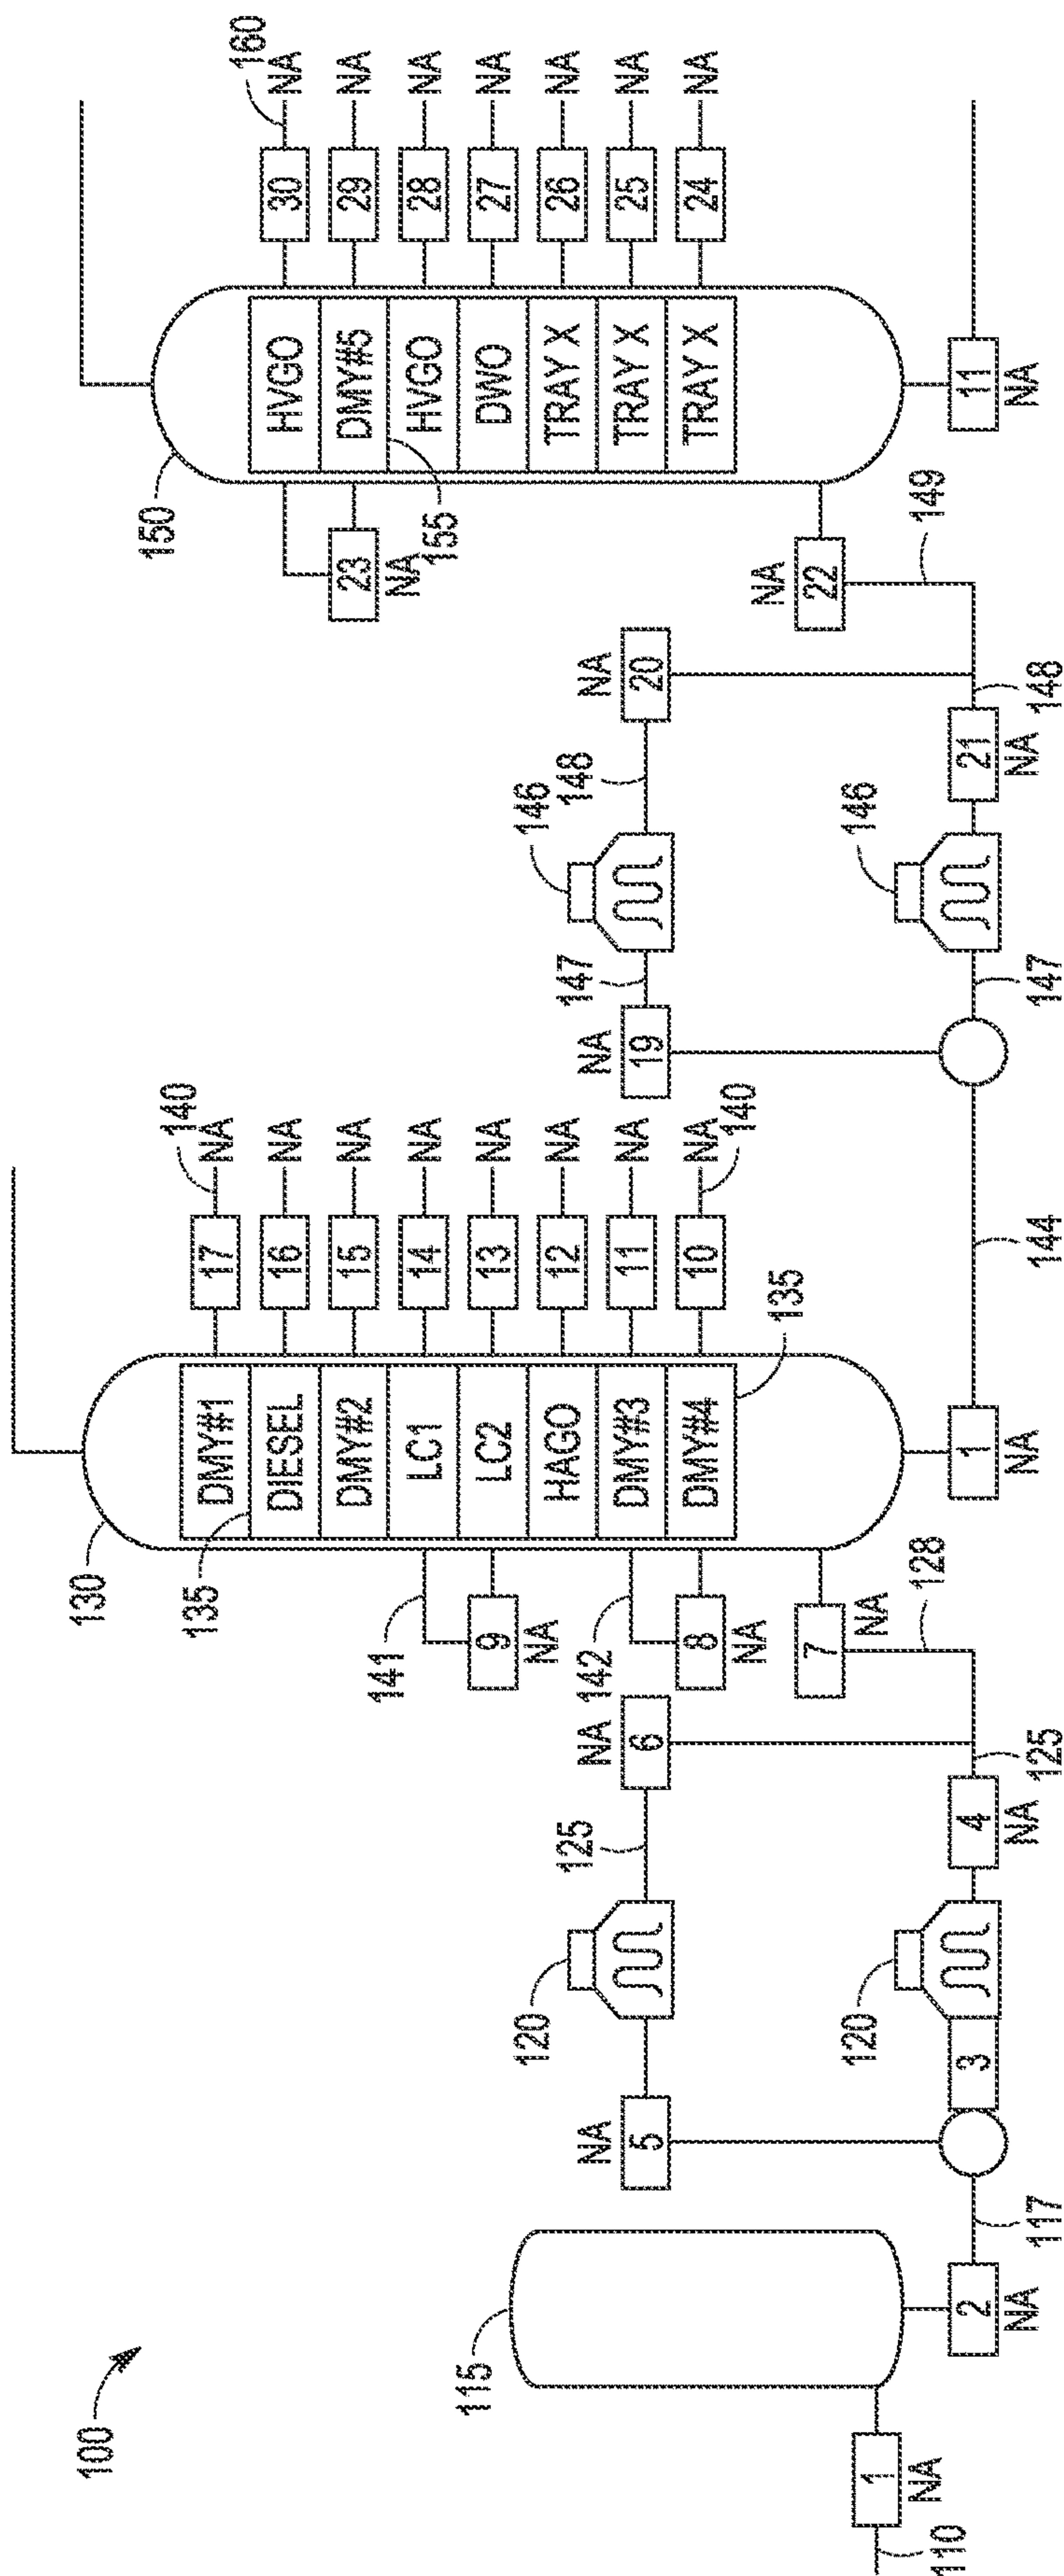 100
110
1
NA
115
2
NA
117
3
5
NA
120
120
125
4
NA
125
6
NA
128
7
NA
130
135
DMY#1
DIESEL
DMY#2
LC1
LC2
HAGO
DMY#3
DMY#4
135
141
9
NA
142
8
NA
17 NA
140
16 NA
15 NA
14 NA
13 NA
12 NA
11 NA
10 NA
140
1
NA
144
19
NA
147
146
148
20
NA
147
146
21
NA
148
149
22
NA
150
HVGO
DMY#5
HVGO
DWO
TRAY X
TRAY X
TRAY X
155
23
NA
30 NA
160
29 NA
28 NA
27 NA
26 NA
25 NA
24 NA
11
NA